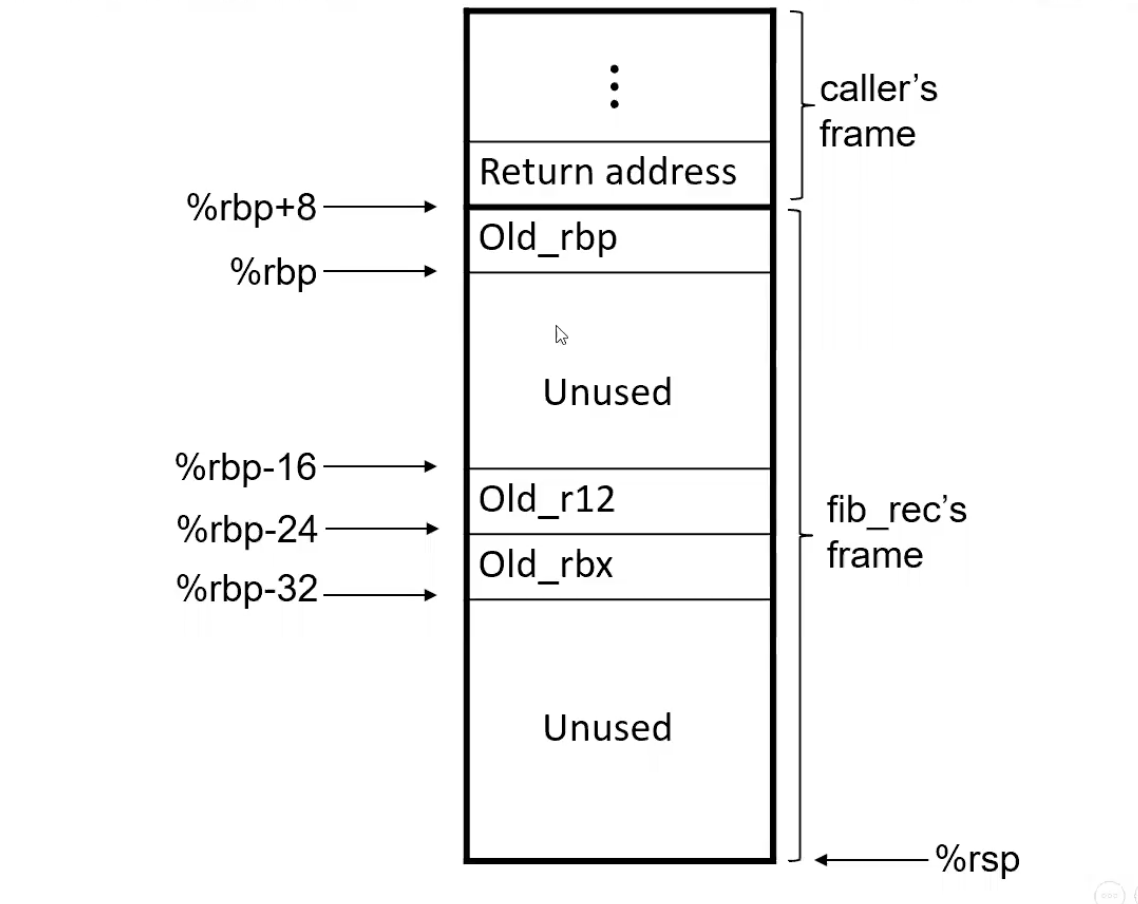 caller's
frame
Return address
%rbp+8
Old_rbp
%rbp
Unused
%rbp-16
Old_r12
%rbp-24
fib_rec's
frame
Old_rbx
%rbp-32
Unused
%rsp